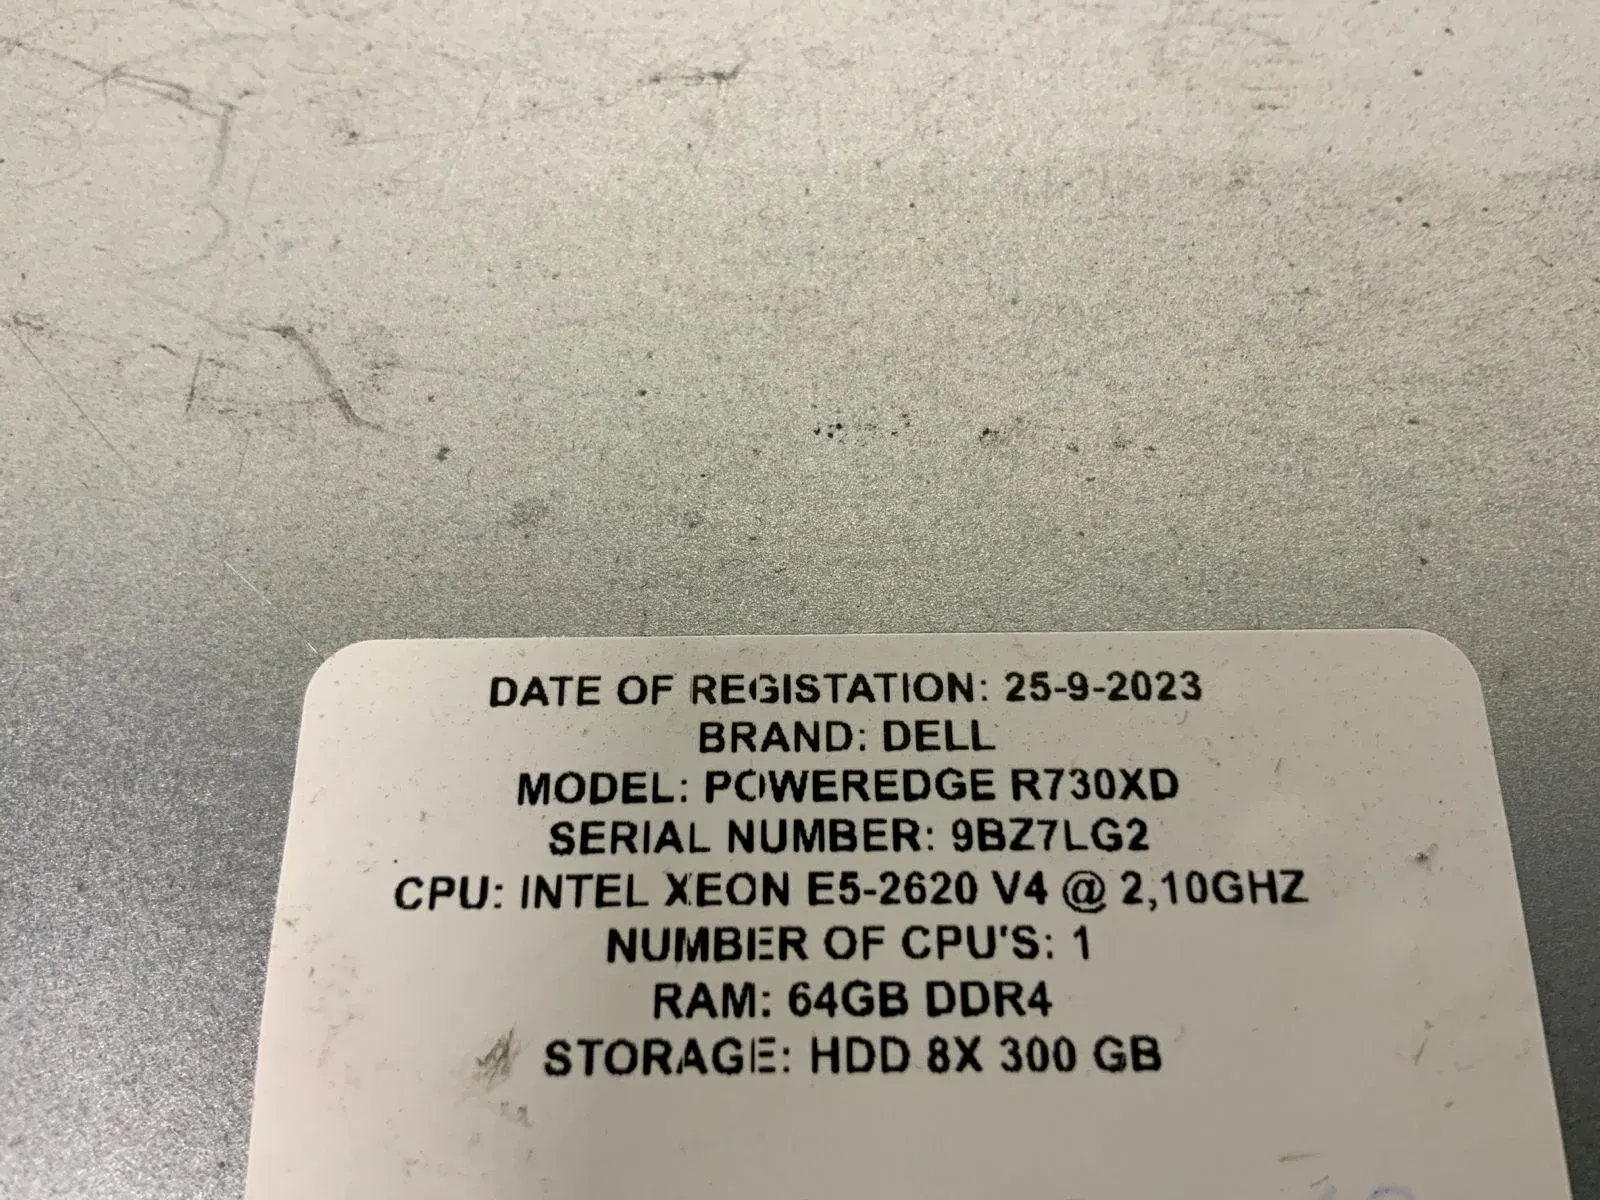 DATE OF REGISTATION: 25-9-2023
BRAND: DELL
MODEL: POWEREDGE R730XD
SERIAL NUMBER: 9BZ7LG2
CPU: INTEL XEON E5-2620 V4 @ 2,10GHZ
NUMBER OF CPU'S: 1
RAM: 64GB DDR4
STORAGE: HDD 8X 300 GB